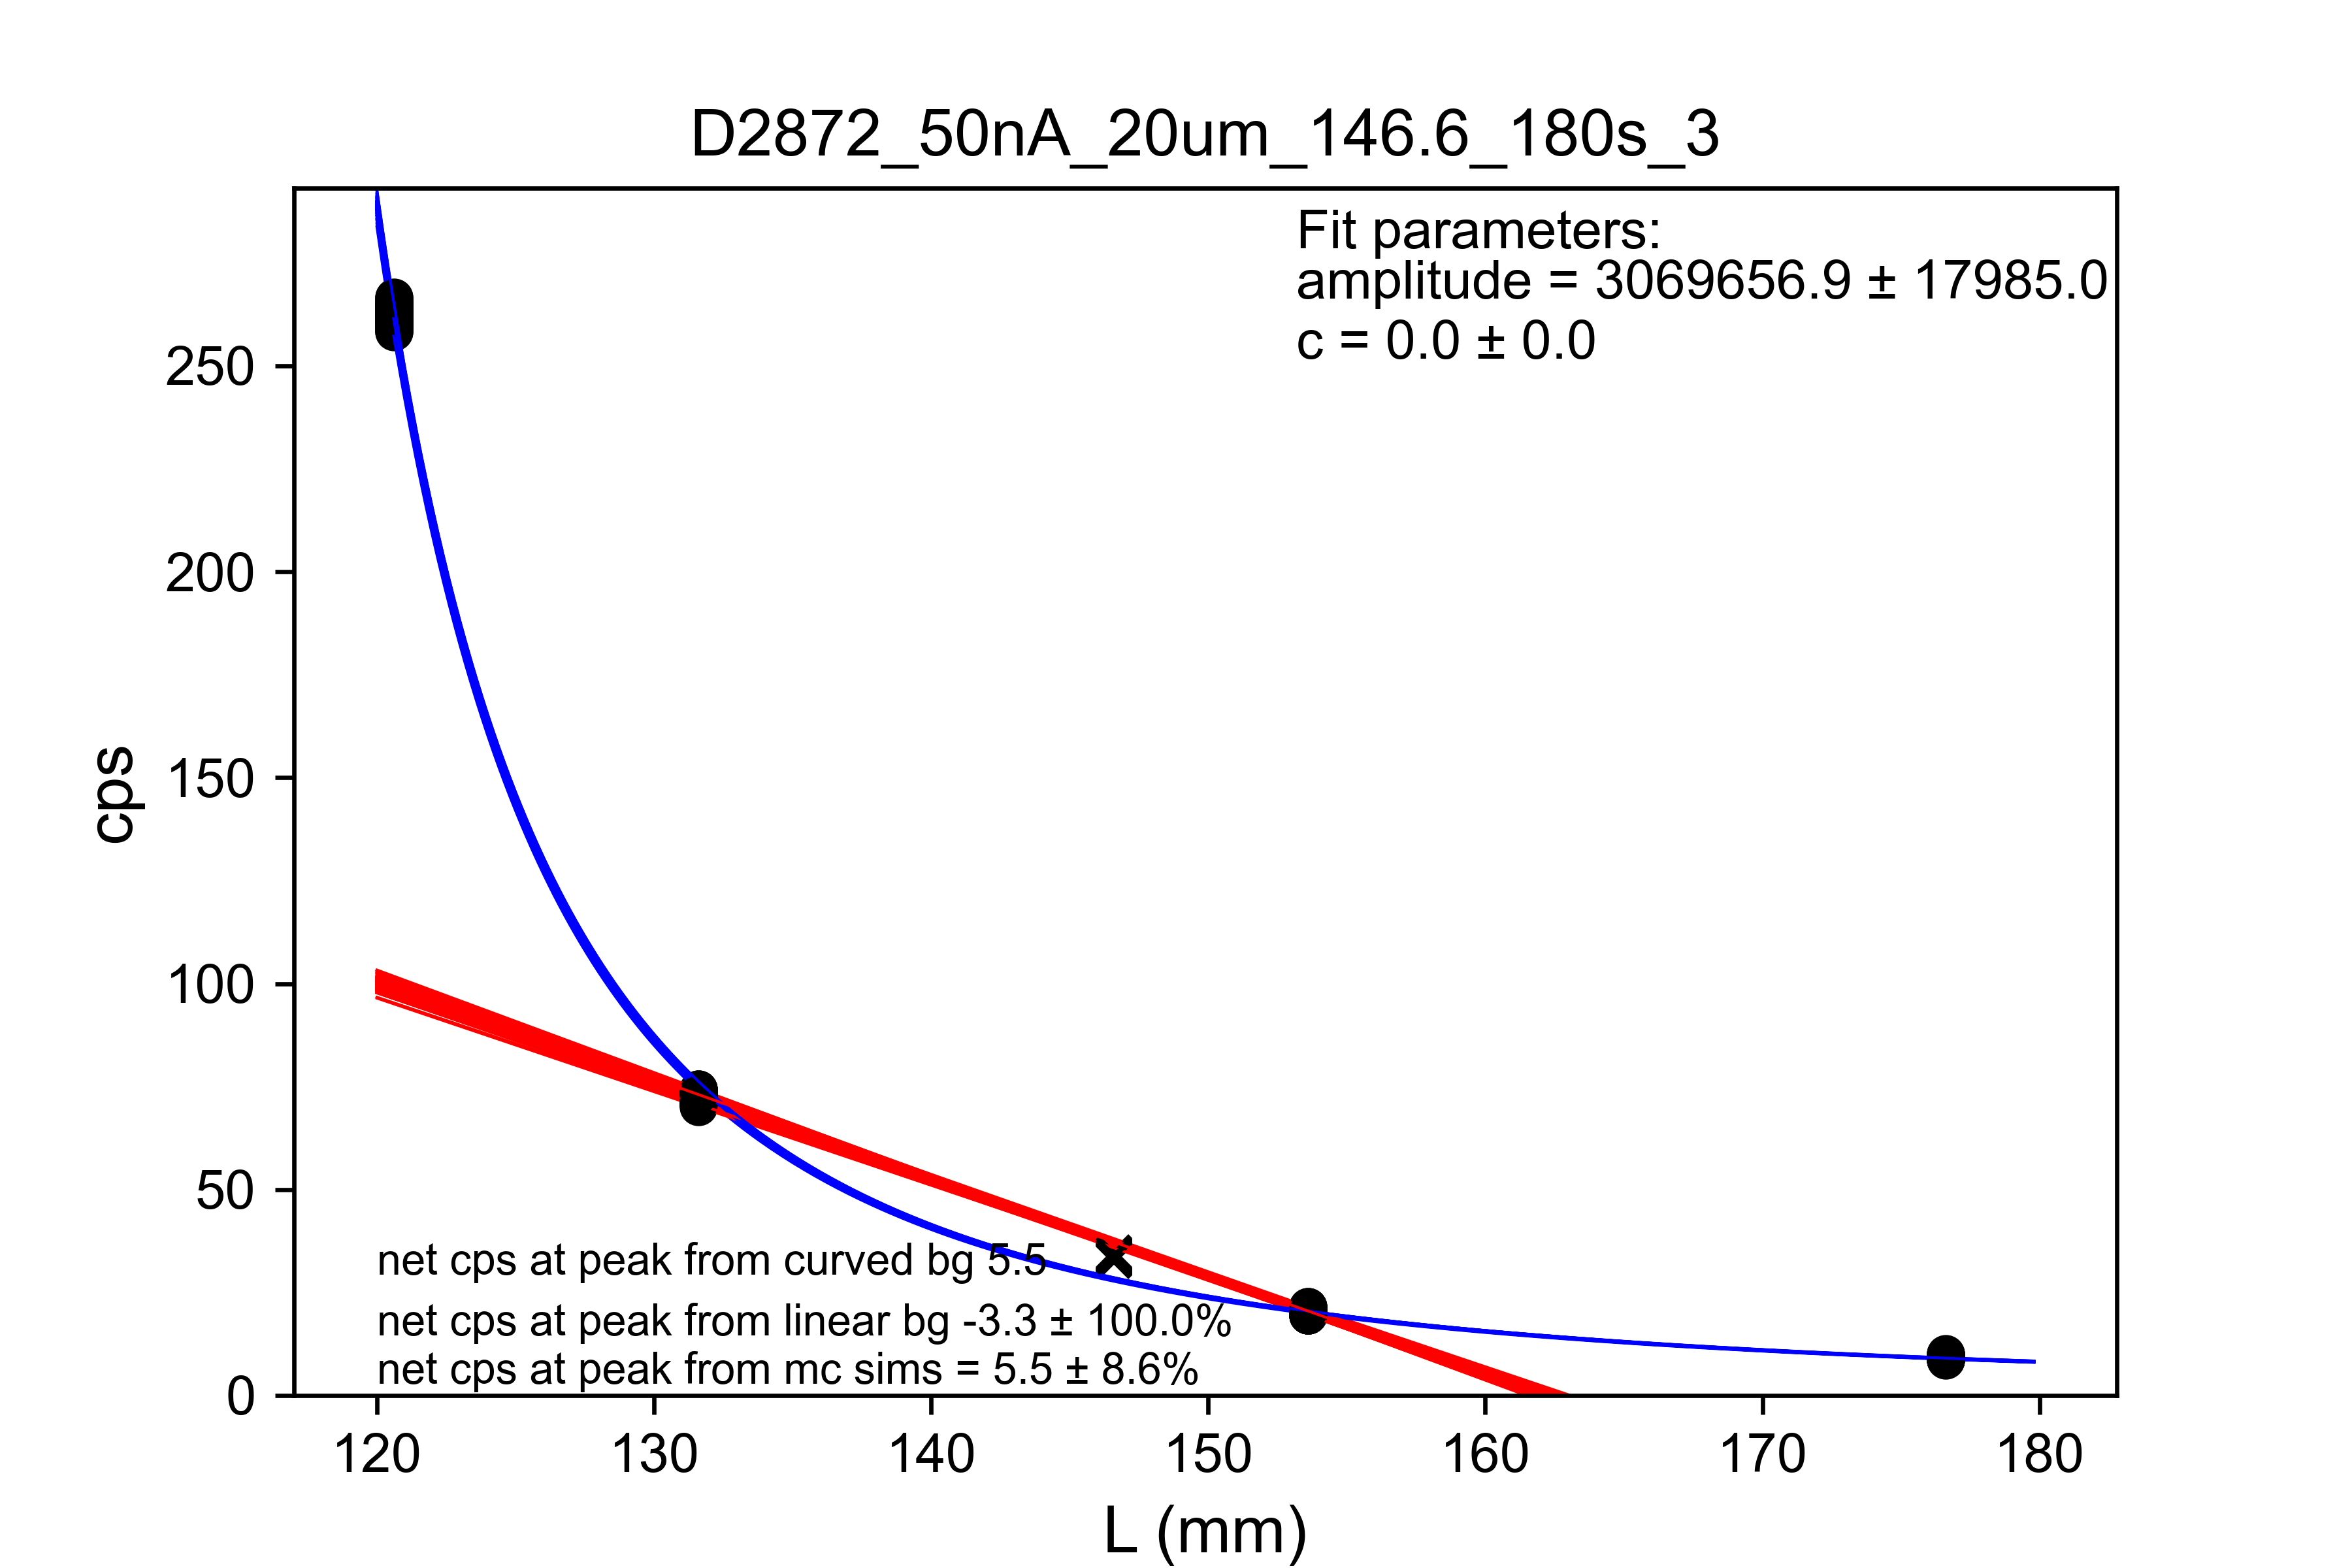 D2872_50nA_20um_146.6_180s_3
Fit parameters:
amplitude = 3069656.9 ± 17985.0
c = 0.0 ± 0.0
250
200
150
100
50
0
cps
net cps at peak from curved bg 5.5
net cps at peak from linear bg -3.3 ± 100.0%
net cps at peak from mc sims = 5.5 ± 8.6%
120 130 140 150 160 170 180
L (mm)